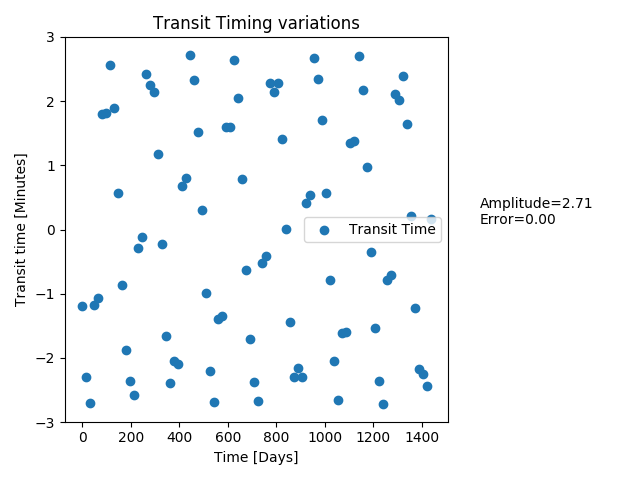 Transit Timing variations
3
2
1
0
−1
−2
−3
Transit time [Minutes]
Transit Time
Amplitude=2.71
Error=0.00
0 200 400 600 800 1000 1200 1400
Time [Days]